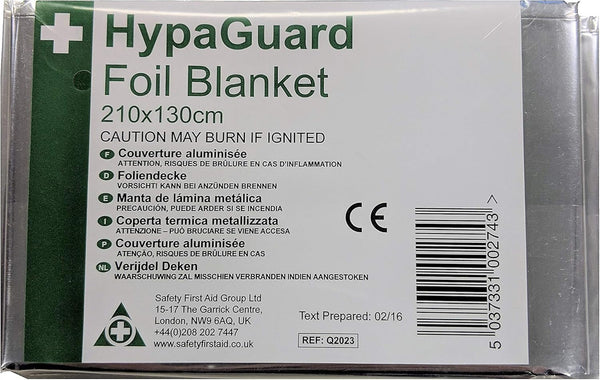 HypaGuard
Foil Blanket
210x130cm
CAUTION MAY BURN IF IGNITED
F Couverture aluminisée
ATTENTION, RISQUES DE BRÛLURE EN CAS D'INFLAMMATION
D Foliendecke
VORSICHT! KANN BEI ANZÜNDEN BRENNEN
E Manta de lámina metálica
PRECAUCIÓN, PUEDE ARDER SI SE INCENDIA
I Coperta termica metallizzata
ATTENZIONE – PUÒ BRUCIARE SE VIENE ACCESA
P Couverture aluminisée
ATENÇÃO, RISQUES DE BRÛLURE EN CAS
NL Verijdel Deken
WAARSCHUWING ZAL MISSCHIEN VERBRANDEN INDIEN AANGESTOKEN
CE
5 037331 002743 >
Safety First Aid Group Ltd
15-17 The Garrick Centre,
London, NW9 6AQ, UK
+44(0)208 202 7447
www.safetyfirstaid.co.uk
Text Prepared: 02/16
REF: Q2023